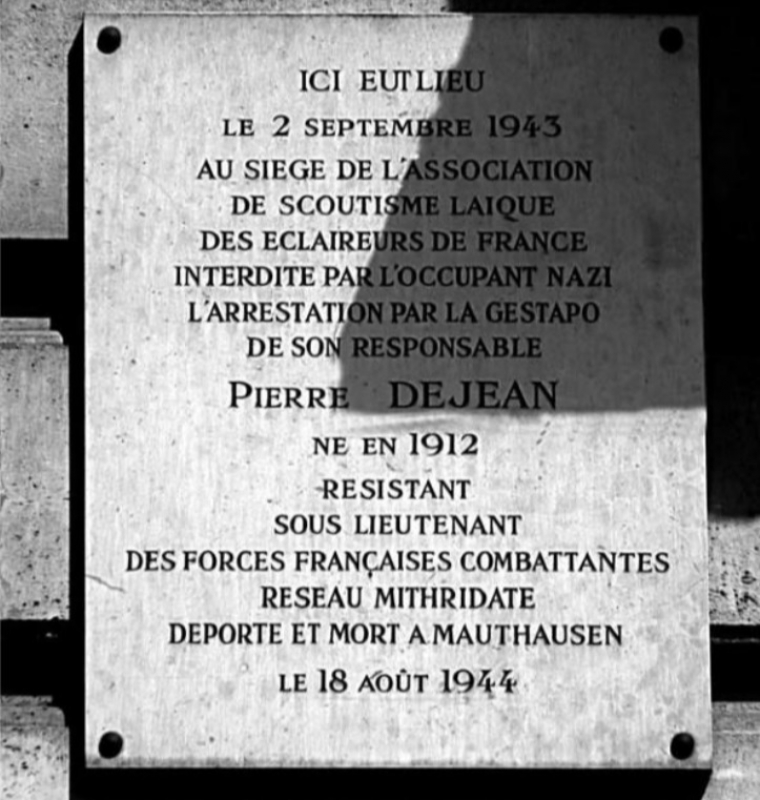 ICI EUT LIEU
LE 2 SEPTEMBRE 1943
AU SIEGE DE L'ASSOCIATION
DE SCOUTISME LAIQUE
DES ECLAIREURS DE FRANCE
INTERDITE PAR L'OCCUPANT NAZI
L'ARRESTATION PAR LA GESTAPO
DE SON RESPONSABLE
PIERRE DEJEAN
NE EN 1912
RESISTANT
SOUS LIEUTENANT
DES FORCES FRANÇAISES COMBATTANTES
RESEAU MITHRIDATE
DEPORTE ET MORT A MAUTHAUSEN
LE 18 AOÛT 1944